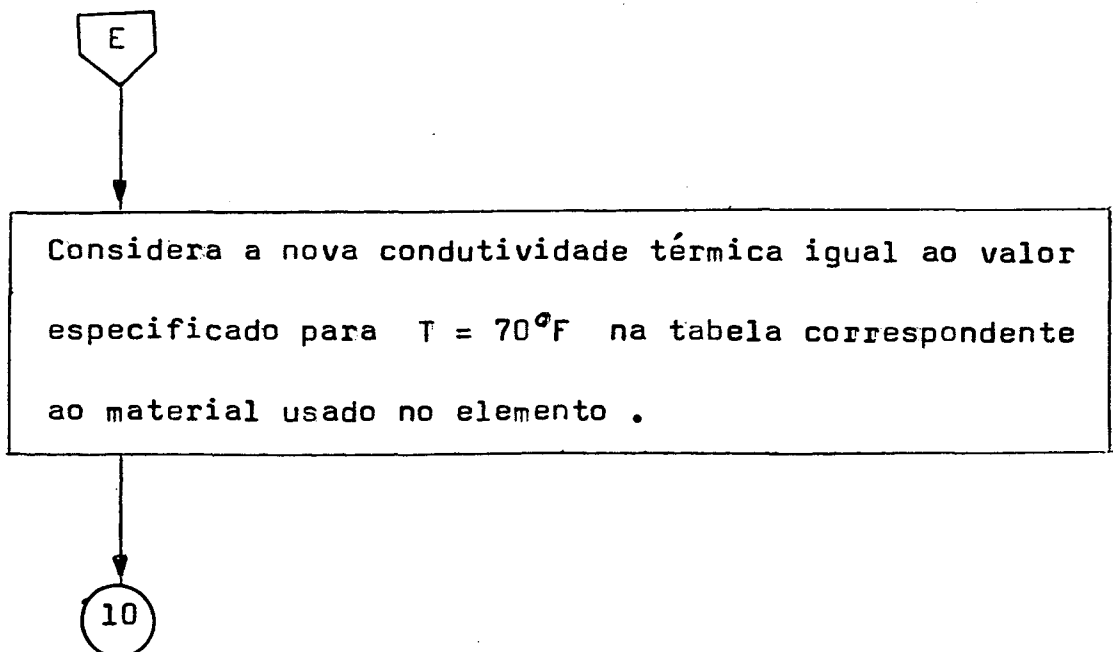 E
Considera a nova condutividade térmica igual ao valor
especificado para T = 70°F na tabela correspondente
ao material usado no elemento .
10